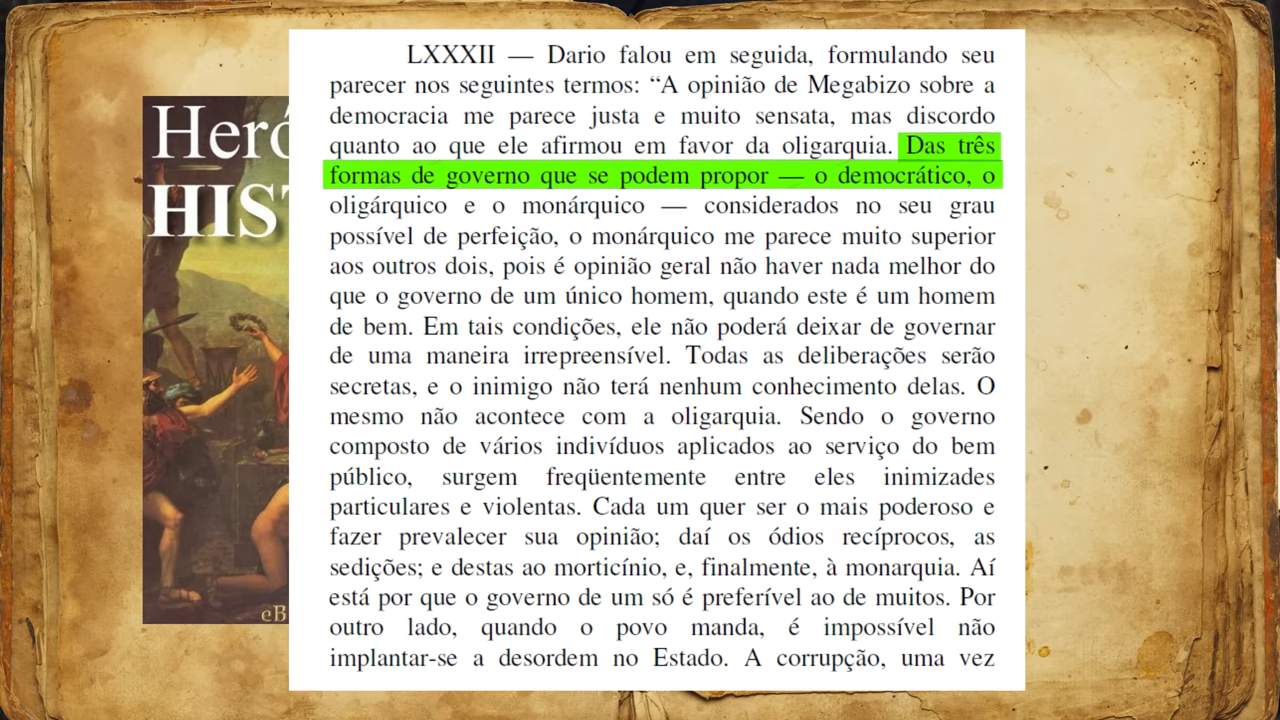 Heró
HIST
eB
LXXXII — Dario falou em seguida, formulando seu
parecer nos seguintes termos: “A opinião de Megabizo sobre a
democracia me parece justa e muito sensata, mas discordo
quanto ao que ele afirmou em favor da oligarquia. Das três
formas de governo que se podem propor — o democrático, o
oligárquico e o monárquico — considerados no seu grau
possível de perfeição, o monárquico me parece muito superior
aos outros dois, pois é opinião geral não haver nada melhor do
que o governo de um único homem, quando este é um homem
de bem. Em tais condições, ele não poderá deixar de governar
de uma maneira irrepreensível. Todas as deliberações serão
secretas, e o inimigo não terá nenhum conhecimento delas. O
mesmo não acontece com a oligarquia. Sendo o governo
composto de vários indivíduos aplicados ao serviço do bem
público, surgem freqüentemente entre eles inimizades
particulares e violentas. Cada um quer ser o mais poderoso e
fazer prevalecer sua opinião; daí os ódios recíprocos, as
sedições; e destas ao morticínio, e, finalmente, à monarquia. Aí
está por que o governo de um só é preferível ao de muitos. Por
outro lado, quando o povo manda, é impossível não
implantar-se a desordem no Estado. A corrupção, uma vez